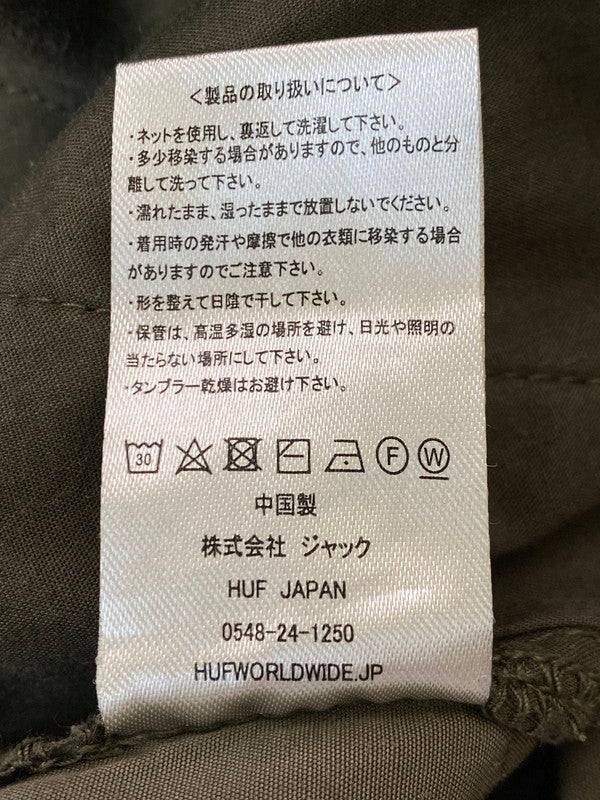 <製品の取り扱いについて>
・ネットを使用し、裏返して洗濯して下さい。
・多少移染する場合がありますので、他のものと分
離して洗って下さい。
・濡れたまま、湿ったままで放置しないでください。
・着用時の発汗や摩擦で他の衣類に移染する場合
がありますのでご注意下さい。
・形を整えて日陰で干して下さい。
・保管は、高温多湿の場所を避け、日光や照明の
当たらない場所にして下さい。
・タンブラー乾燥はお避け下さい。
30 F W
中国製
株式会社 ジャック
HUF JAPAN
0548-24-1250
HUFWORLDWIDE.JP